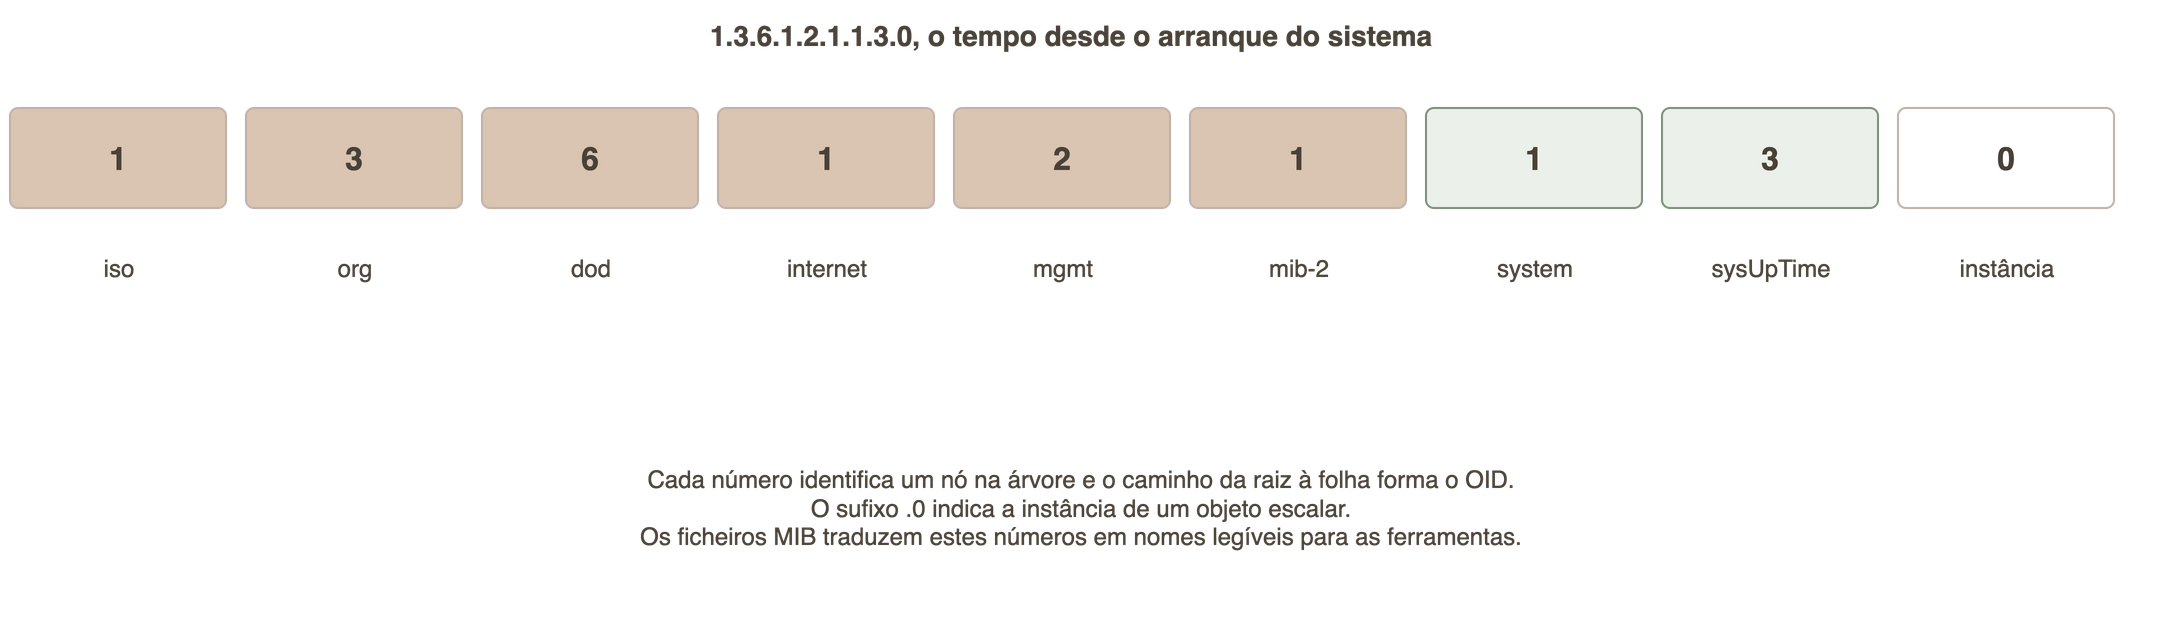 1.3.6.1.2.1.1.3.0, o tempo desde o arranque do sistema
1 3 6 1 2 1 1 3 0
iso org dod internet mgmt mib-2 system sysUpTime instância
Cada número identifica um nó na árvore e o caminho da raiz à folha forma o OID.
O sufixo .0 indica a instância de um objeto escalar.
Os ficheiros MIB traduzem estes números em nomes legíveis para as ferramentas.